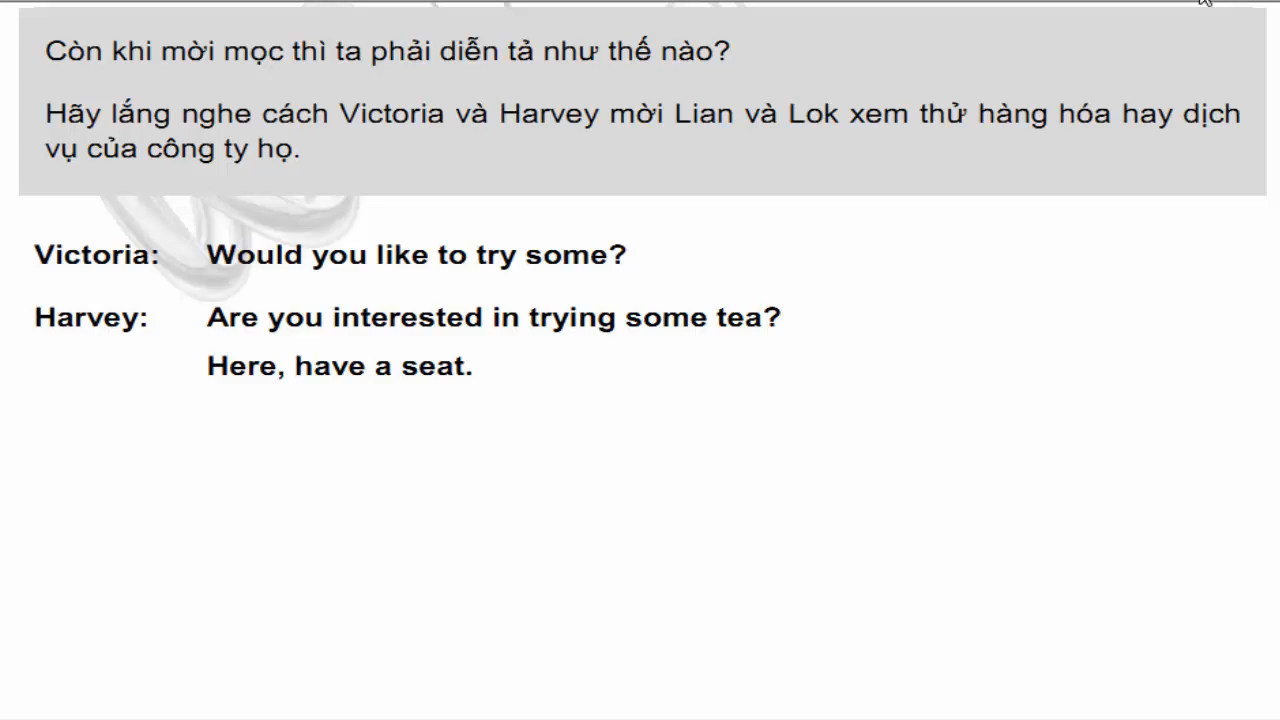 Còn khi mời mọc thì ta phải diễn tả như thế nào?
Hãy lắng nghe cách Victoria và Harvey mời Lian và Lok xem thử hàng hóa hay dịch
vụ của công ty họ.
Victoria: Would you like to try some?
Harvey: Are you interested in trying some tea?
Here, have a seat.